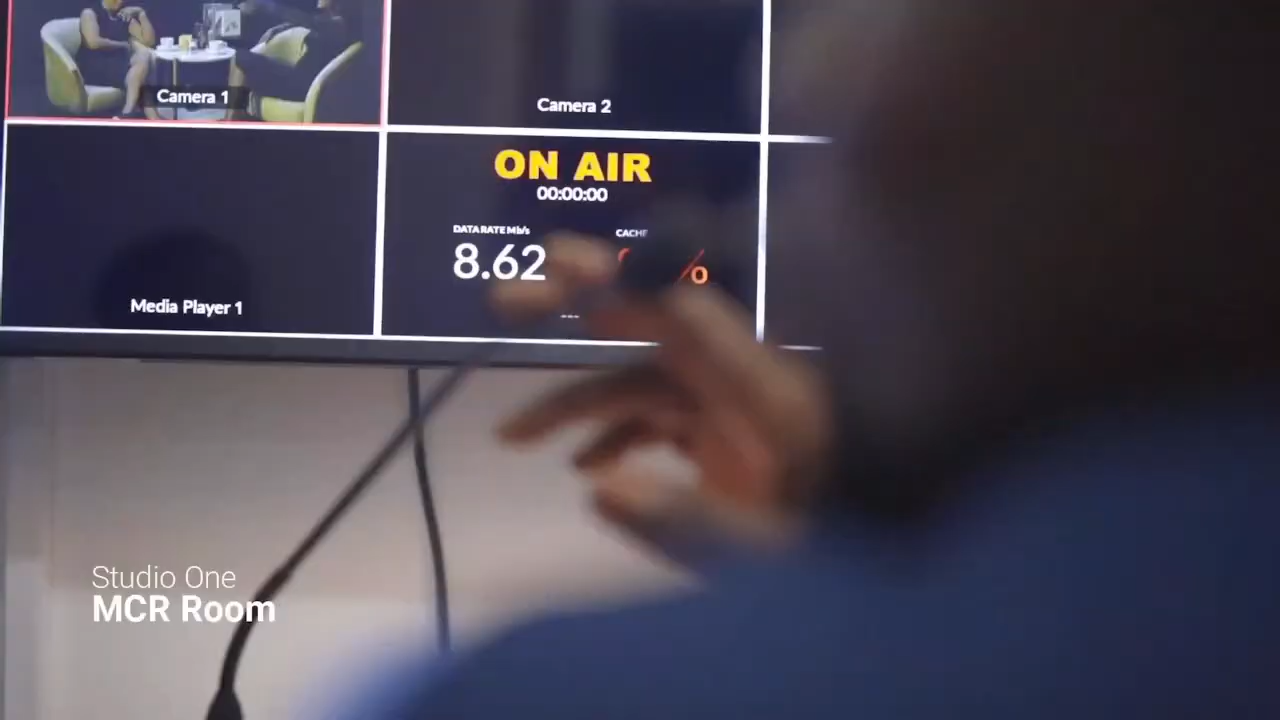 Camera 1
Camera 2
ON AIR
00:00:00
DATA RATE Mb/s
8.62
%
---
Media Player 1
Studio One
MCR Room